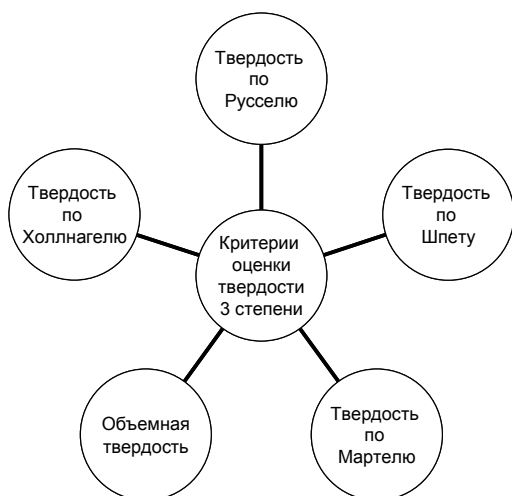 Твердость
по
Русселю
Твердость
по
Холлнагелю
Твердость
по
Шпету
Критерии
оценки
твердости
3 степени
Объемная
твердость
Твердость
по
Мартелю